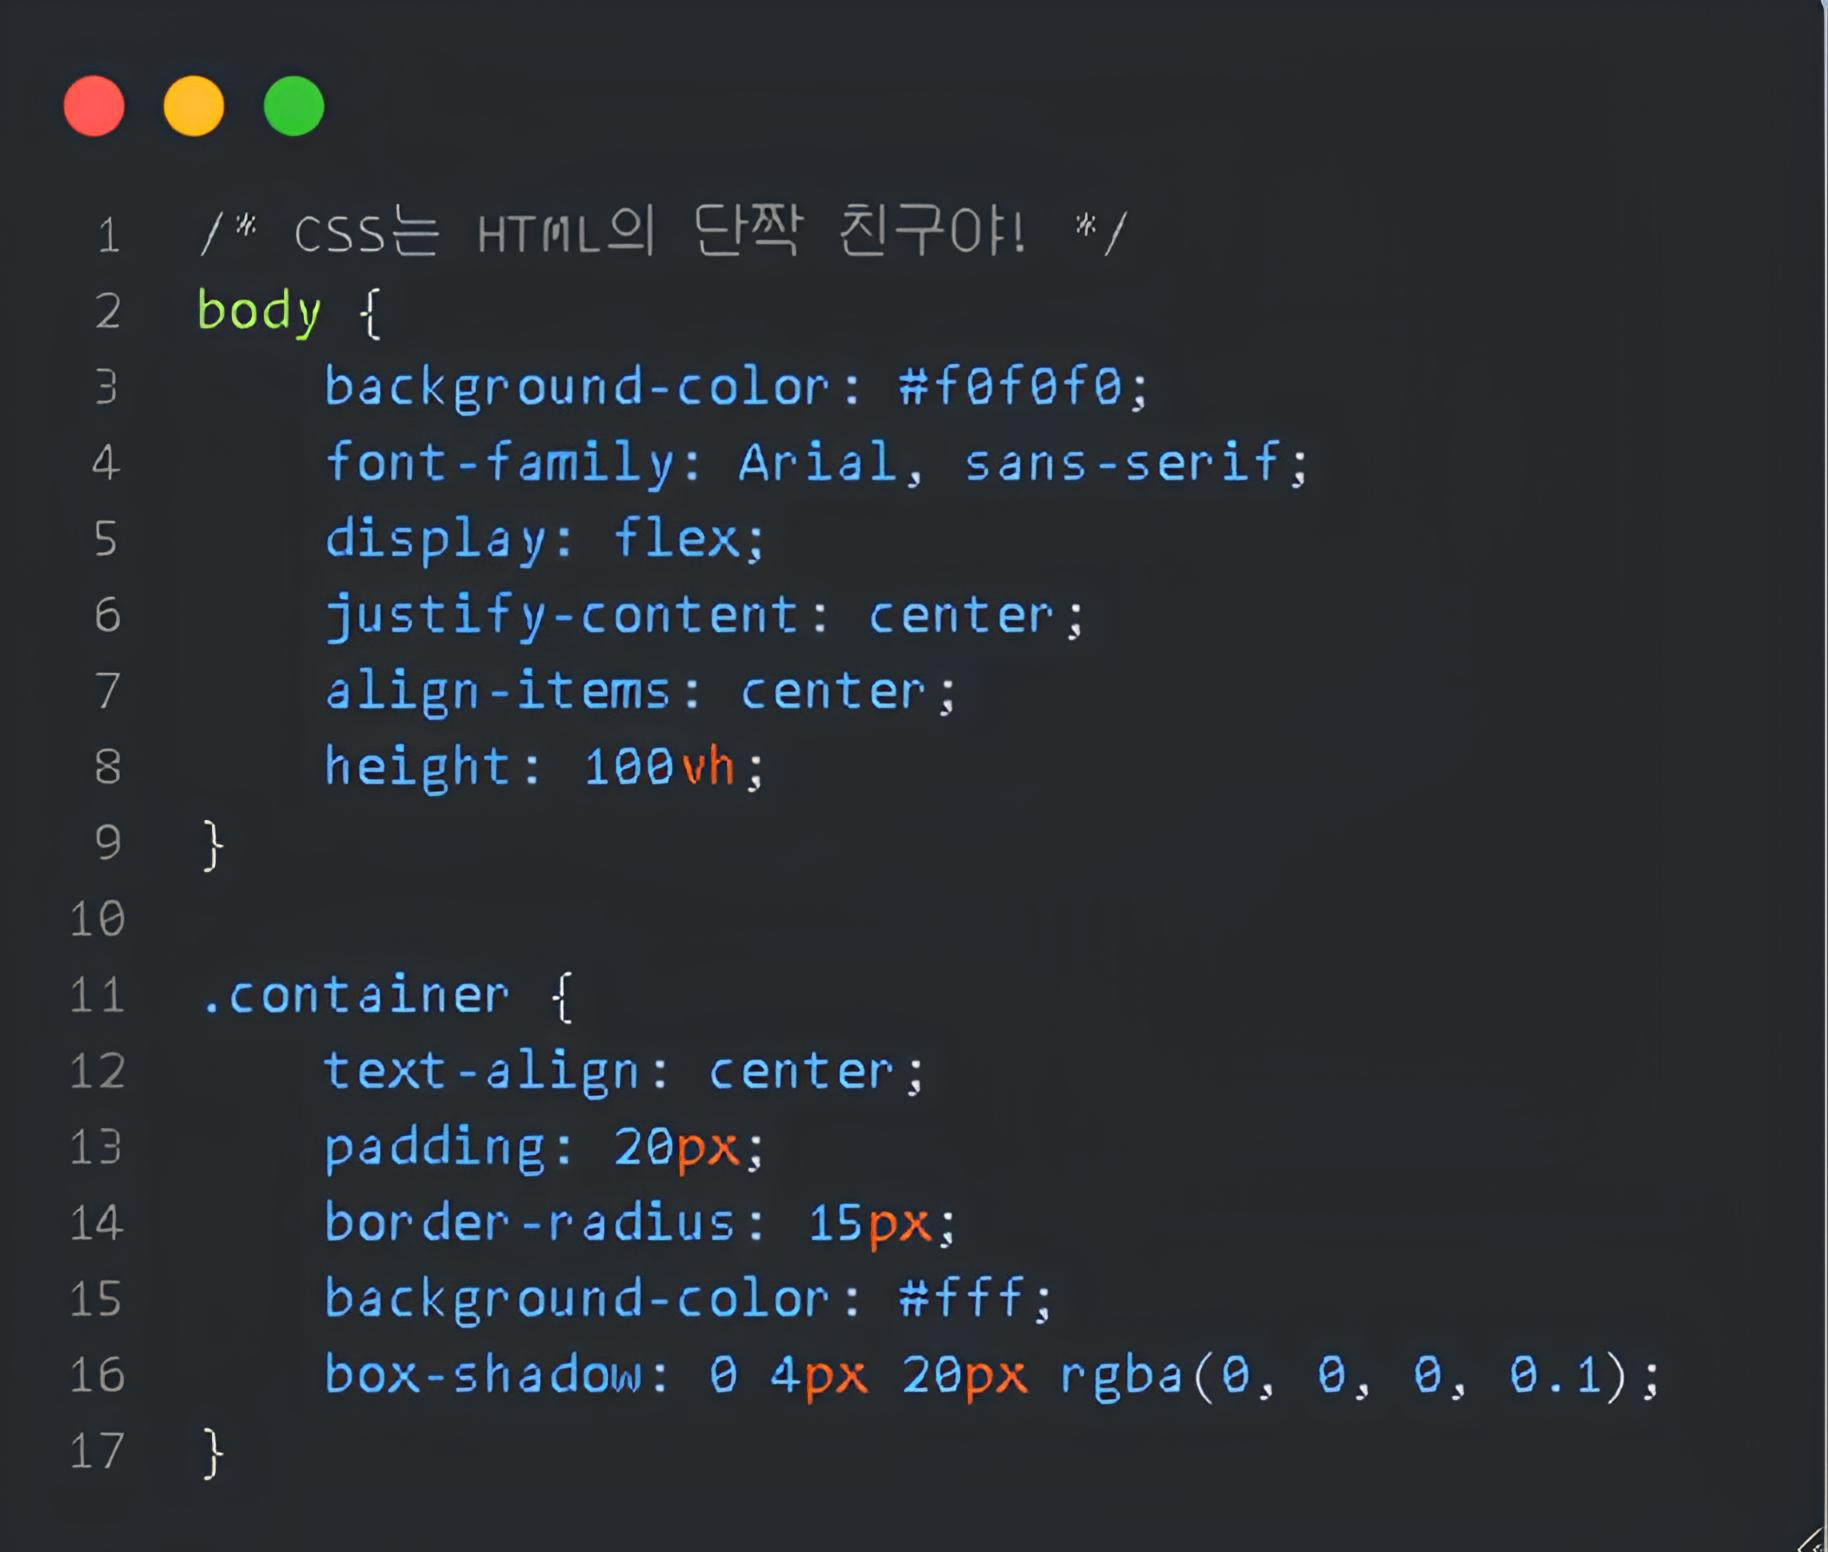 1 /* CSS는 HTML의 단짝 친구야! */
2 body {
3 background-color: #f0f0f0;
4 font-family: Arial, sans-serif;
5 display: flex;
6 justify-content: center;
7 align-items: center;
8 height: 100vh;
9 }
10
11 .container {
12 text-align: center;
13 padding: 20px;
14 border-radius: 15px;
15 background-color: #fff;
16 box-shadow: 0 4px 20px rgba(0, 0, 0, 0.1);
17 }